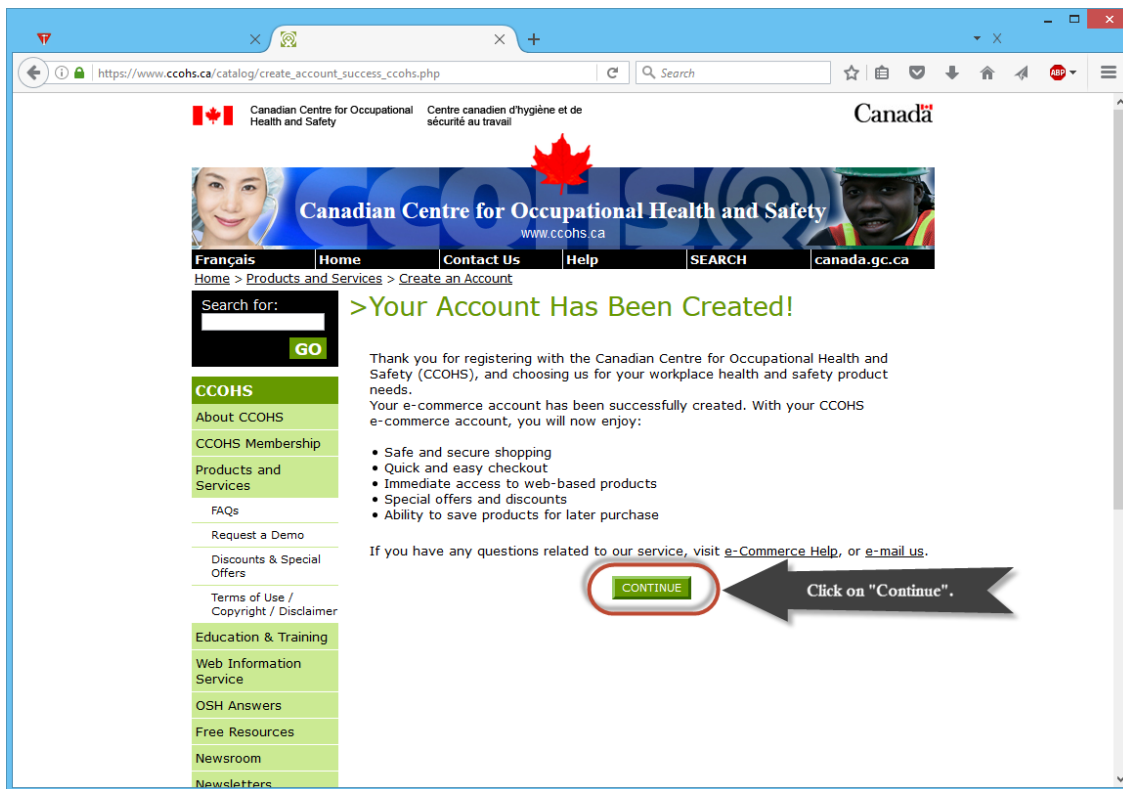 https://www.ccohs.ca/catalog/create_account_success_ccohs.php
Search
ABP
Canadian Centre for Occupational Health and Safety
Centre canadien d'hygiène et de sécurité au travail
Canada
CCOHS
Canadian Centre for Occupational Health and Safety
www.ccohs.ca
Français
Home
Contact Us
Help
SEARCH
canada.gc.ca
Home > Products and Services > Create an Account
Search for:
GO
CCOHS
About CCOHS
CCOHS Membership
Products and
Services
FAQs
Request a Demo
Discounts & Special
Offers
Terms of Use /
Copyright / Disclaimer
Education & Training
Web Information
Service
OSH Answers
Free Resources
Newsroom
Newsletters
>Your Account Has Been Created!
Thank you for registering with the Canadian Centre for Occupational Health and
Safety (CCOHS), and choosing us for your workplace health and safety product
needs.
Your e-commerce account has been successfully created. With your CCOHS
e-commerce account, you will now enjoy:
• Safe and secure shopping
• Quick and easy checkout
• Immediate access to web-based products
• Special offers and discounts
• Ability to save products for later purchase
If you have any questions related to our service, visit e-Commerce Help, or e-mail us.
CONTINUE
Click on "Continue".